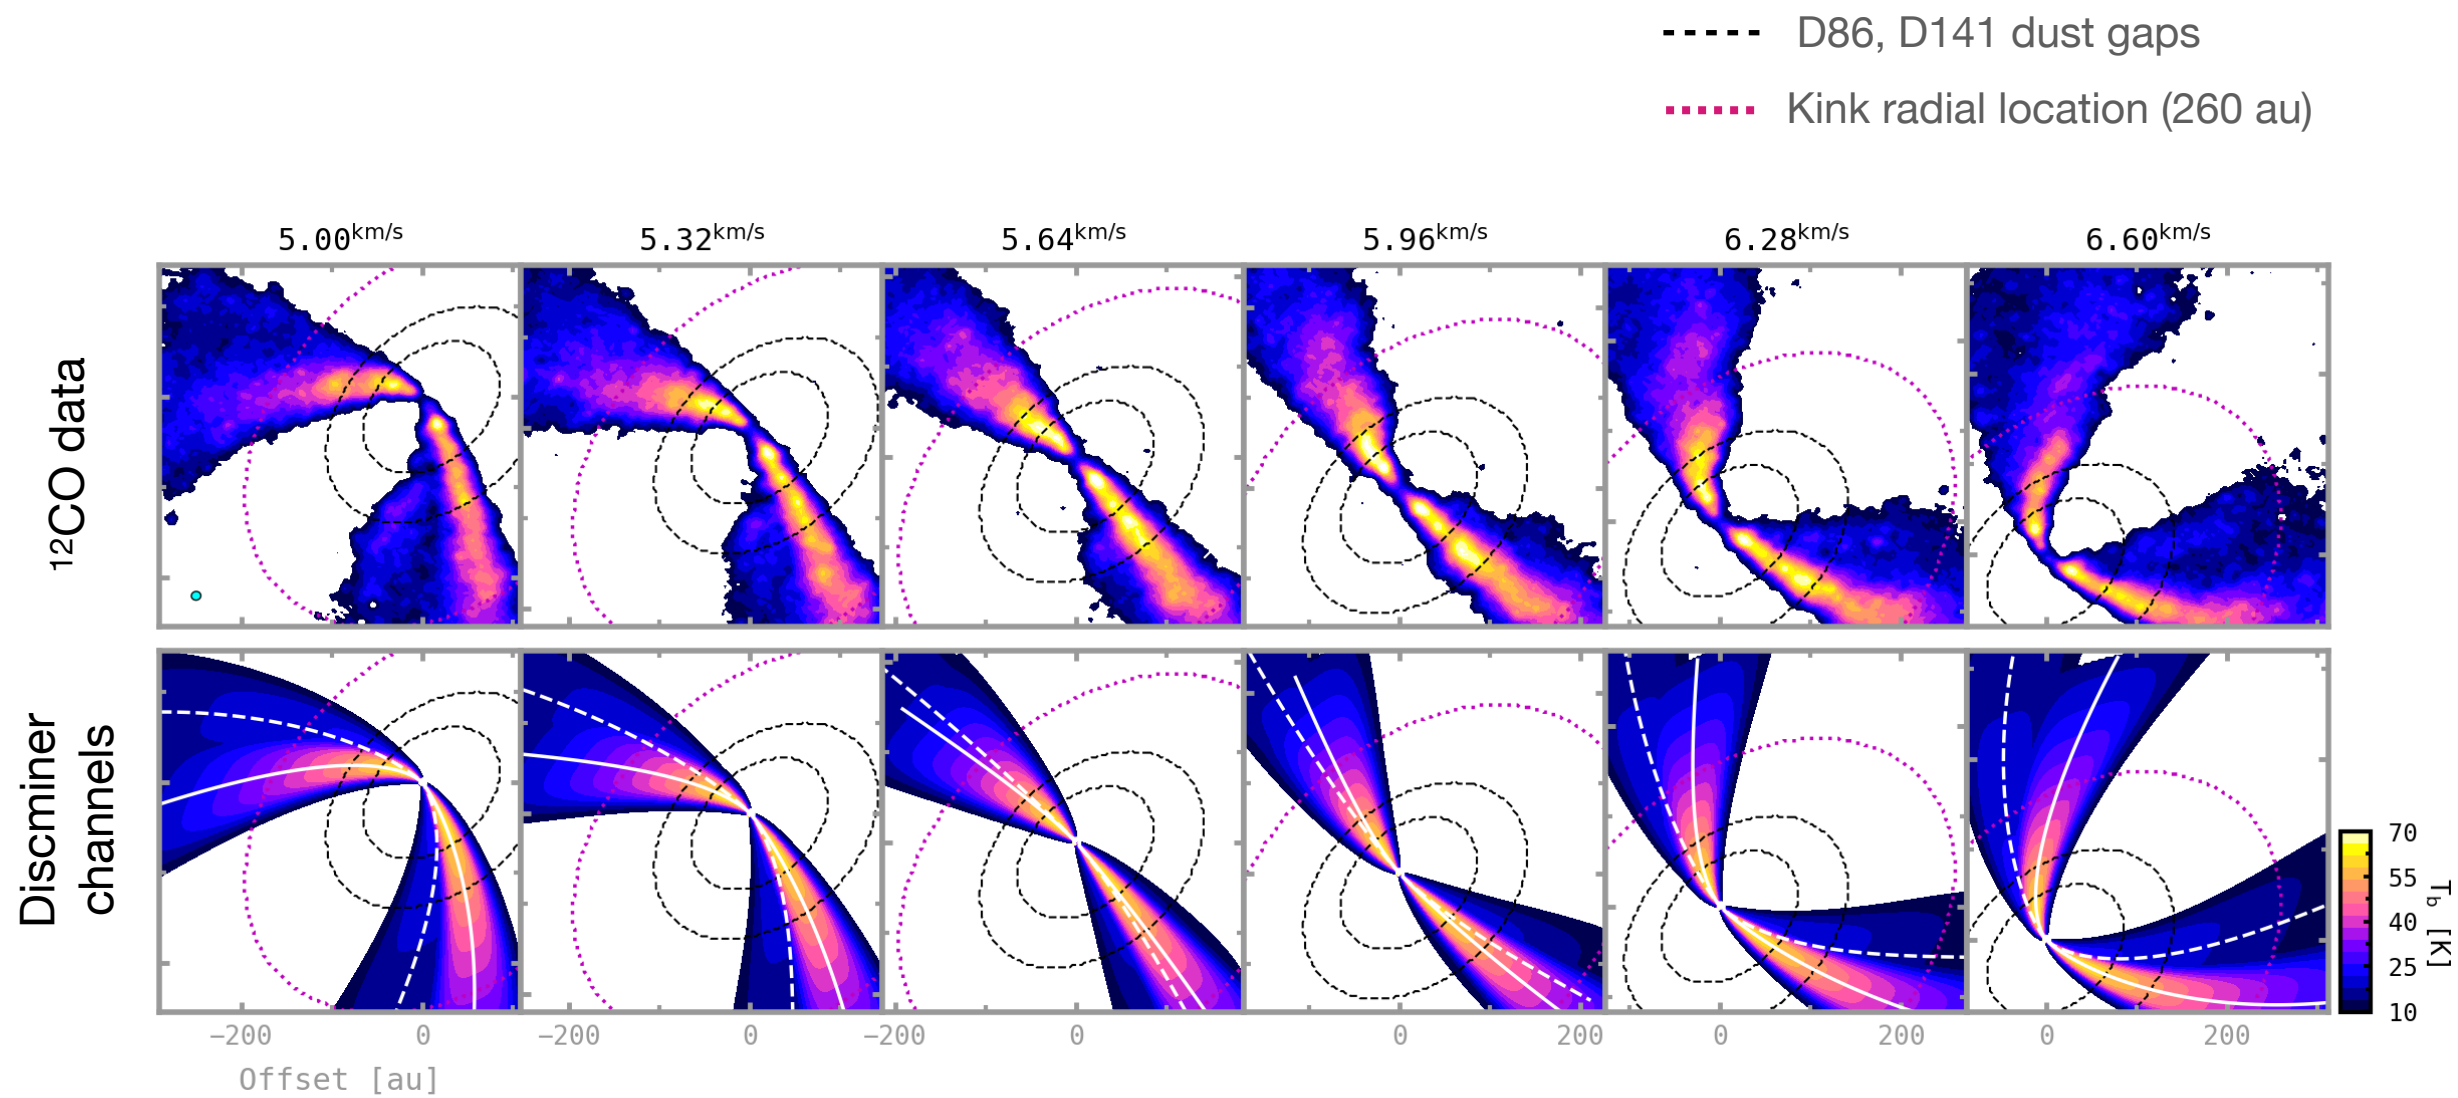 D86, D141 dust gaps
Kink radial location (260 au)
5.00km/s 5.32km/s 5.64km/s 5.96km/s 6.28km/s 6.60km/s
¹²CO data
Discminer
channels
70
55
40
25
10
T_b [K]
−200 0 −200 0 −200 0 0 200 0 200 0 200
Offset [au]